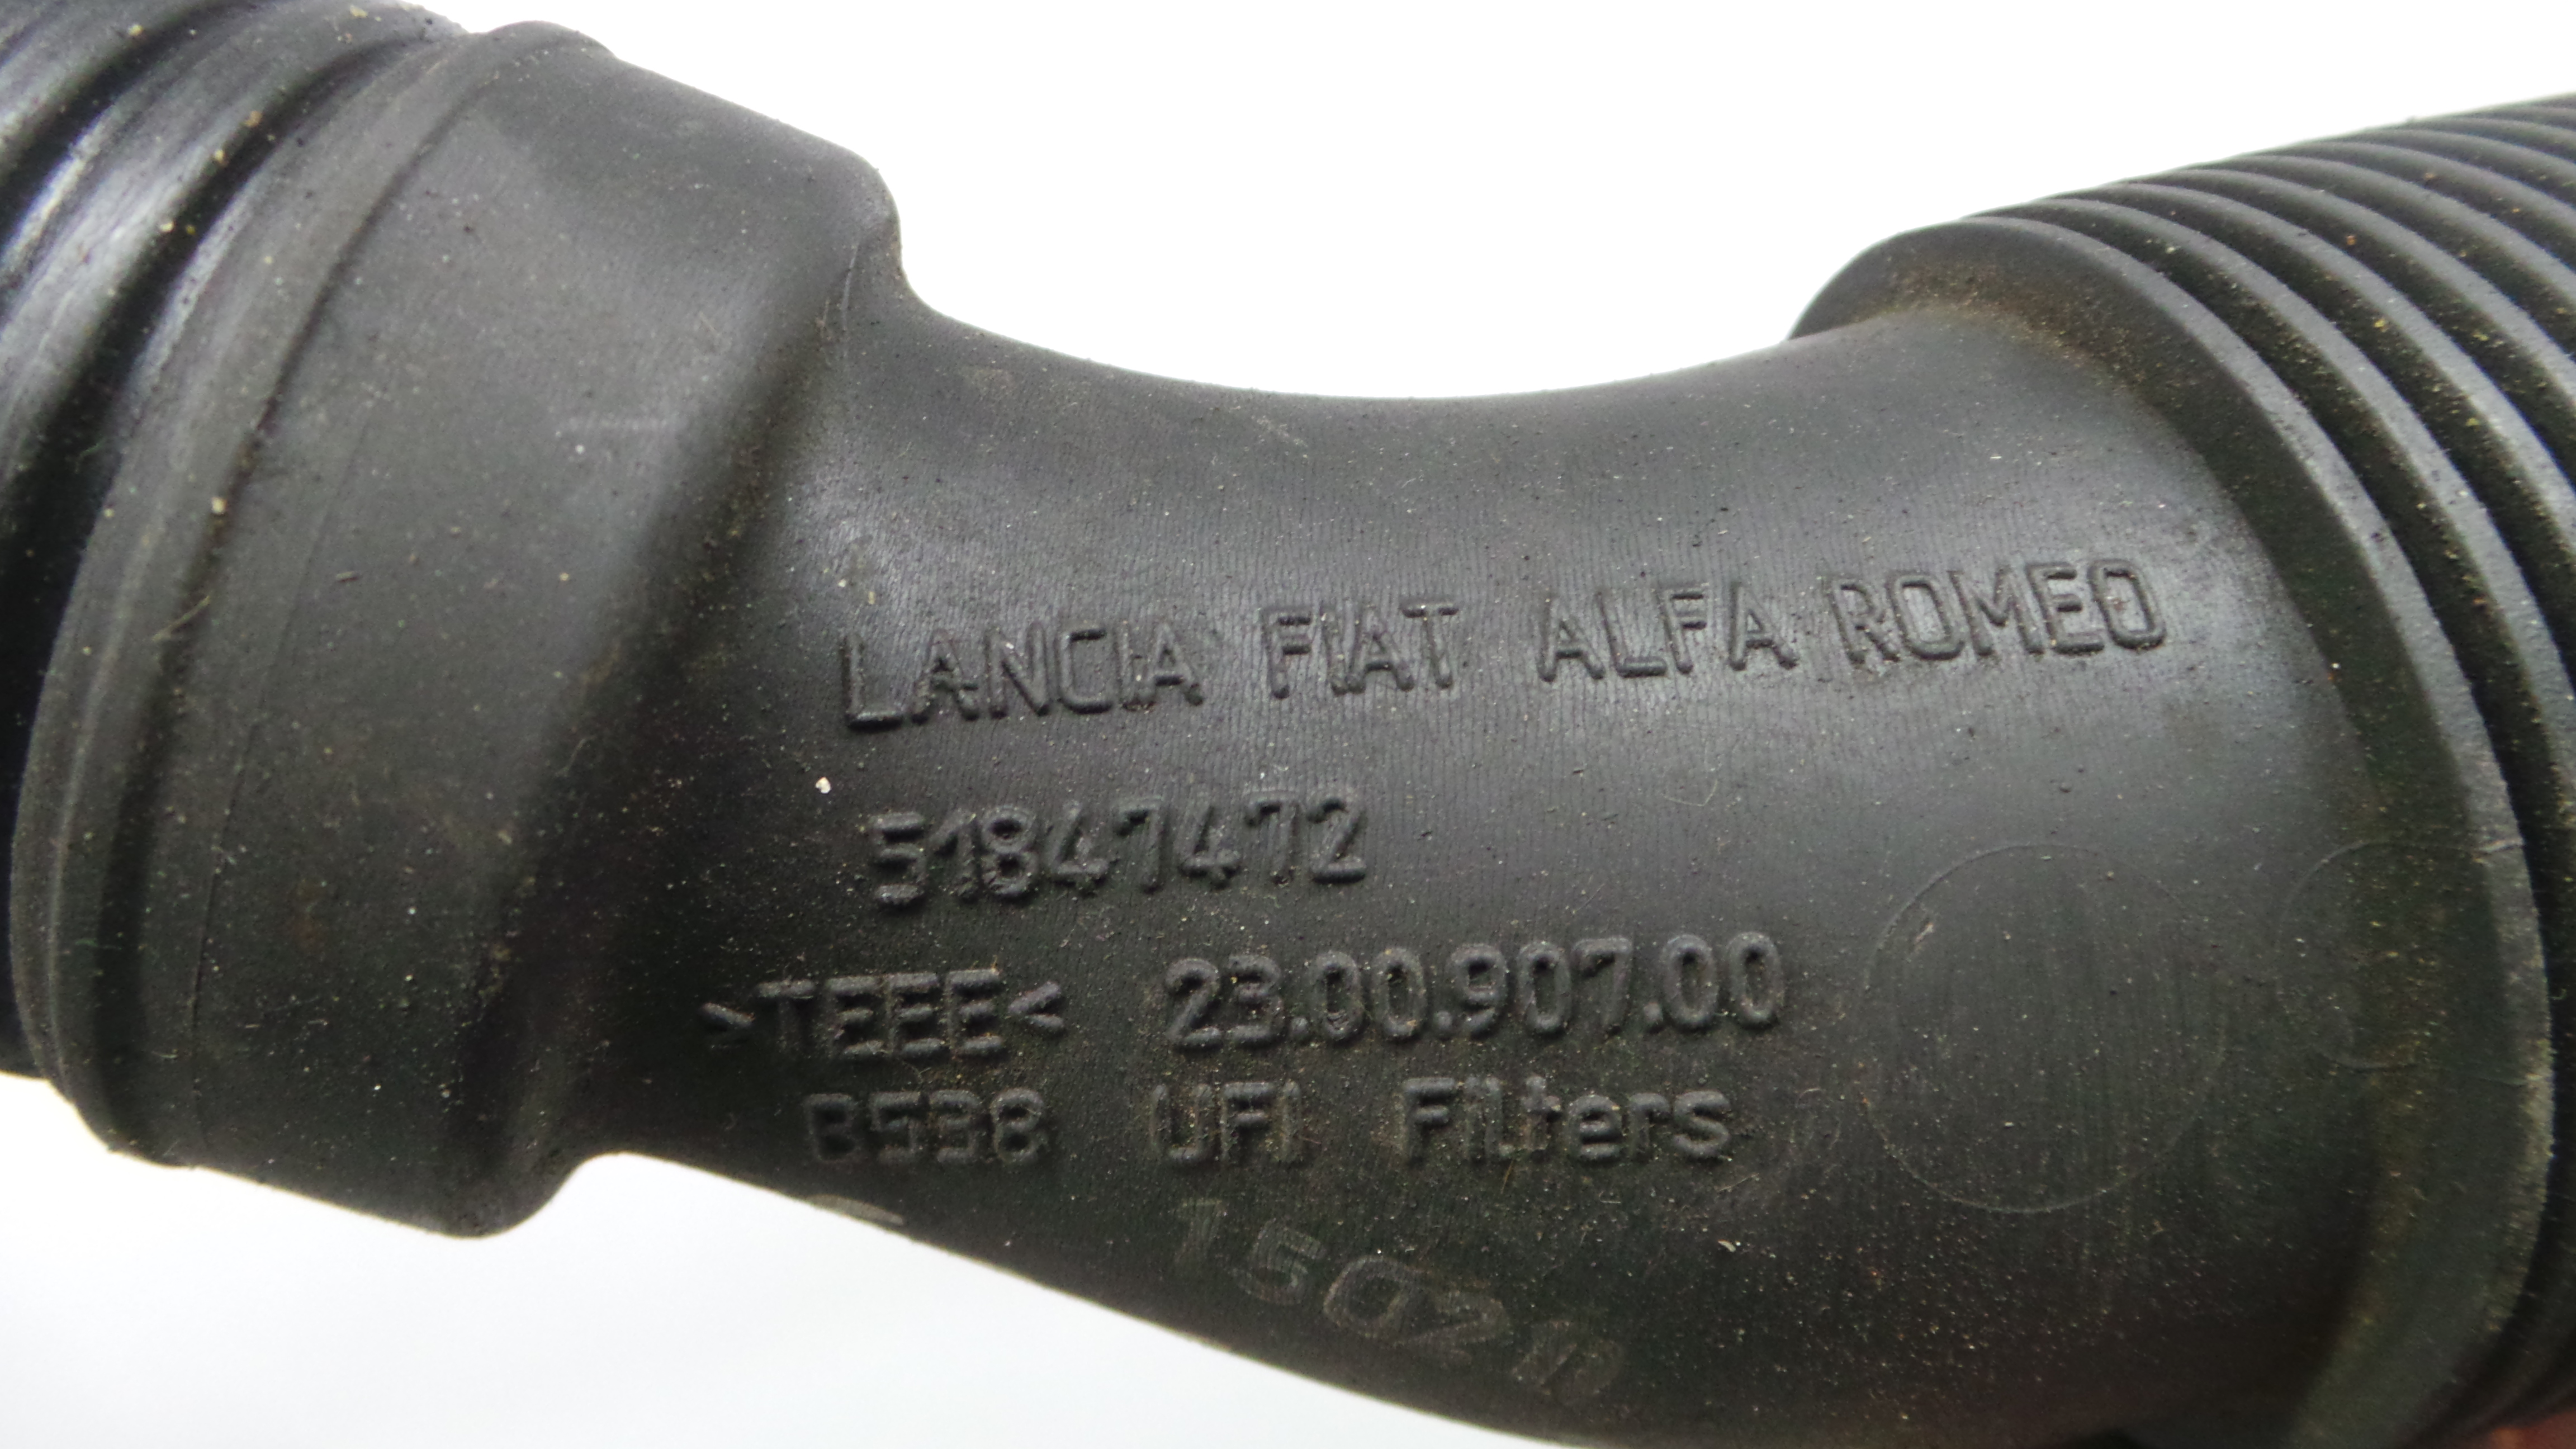 LANCIA FIAT ALFA ROMEO
51847472
>TEEE< 23.00.907.00
B538 UFI Filters